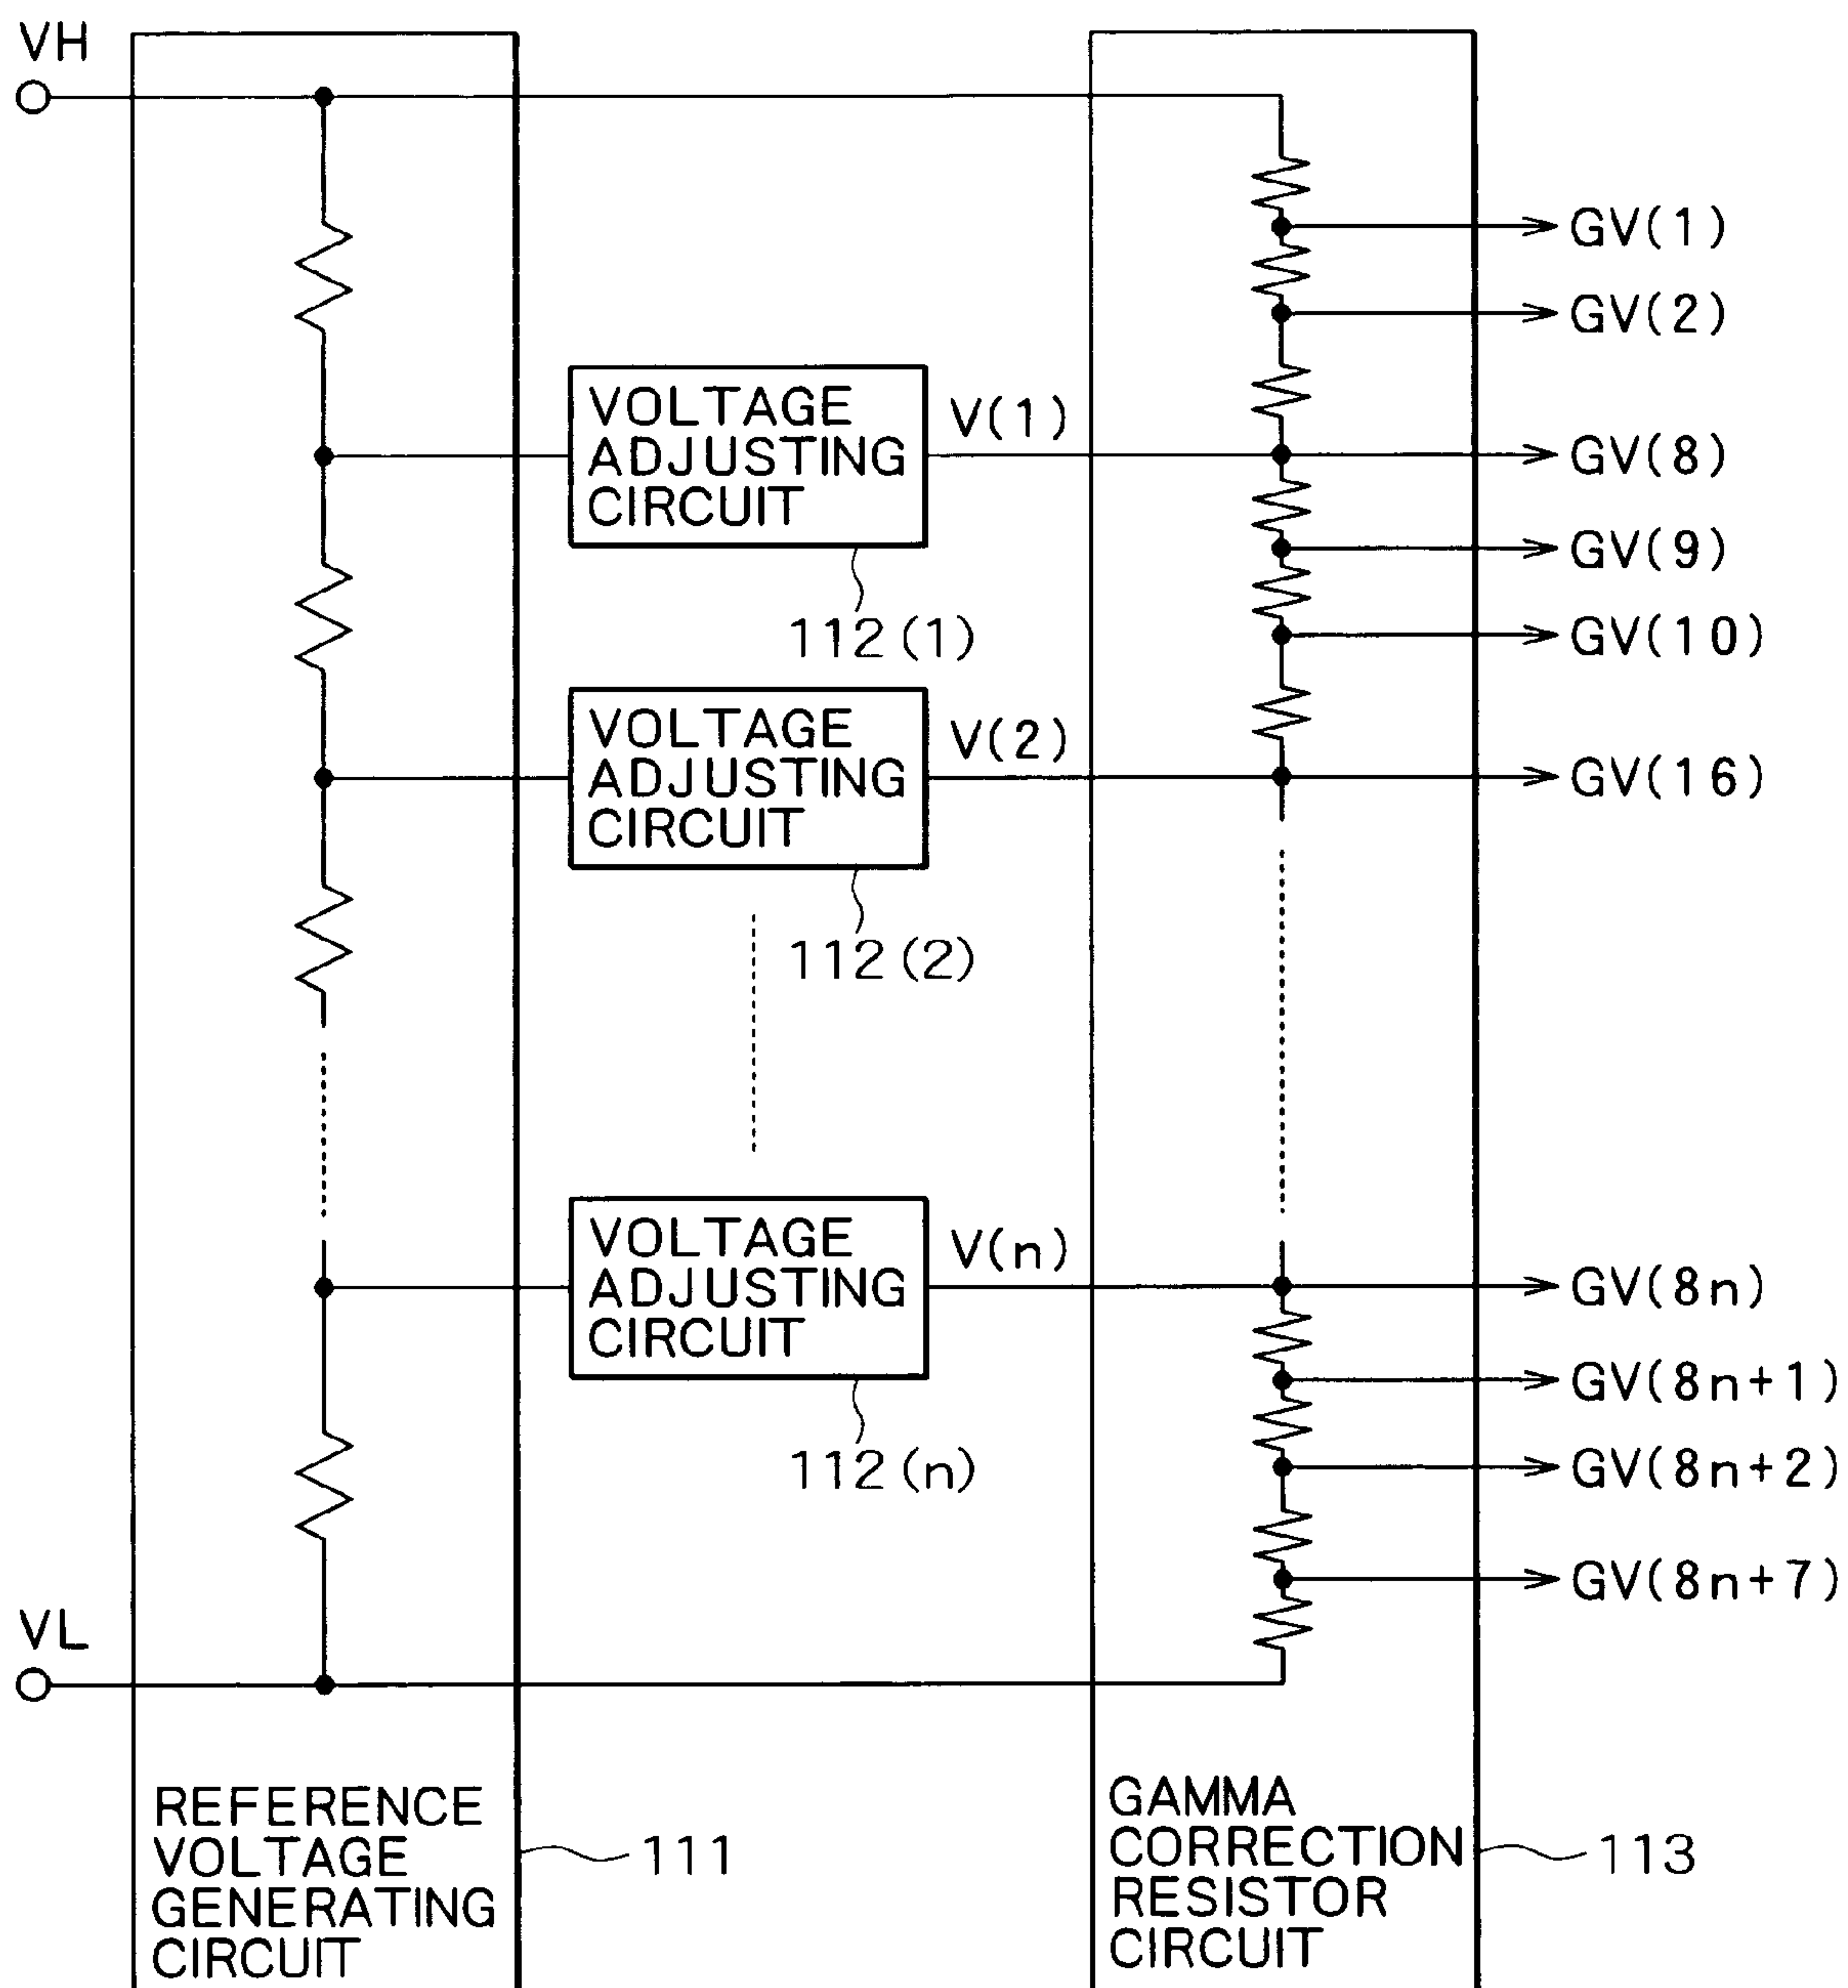 VH
GV(1)
GV(2)
VOLTAGE
ADJUSTING
CIRCUIT
V(1)
GV(8)
GV(9)
112(1)
GV(10)
VOLTAGE
ADJUSTING
CIRCUIT
V(2)
GV(16)
112(2)
VOLTAGE
ADJUSTING
CIRCUIT
V(n)
GV(8n)
GV(8n+1)
112(n)
GV(8n+2)
GV(8n+7)
VL
REFERENCE
VOLTAGE
GENERATING
CIRCUIT
111
GAMMA
CORRECTION
RESISTOR
CIRCUIT
113